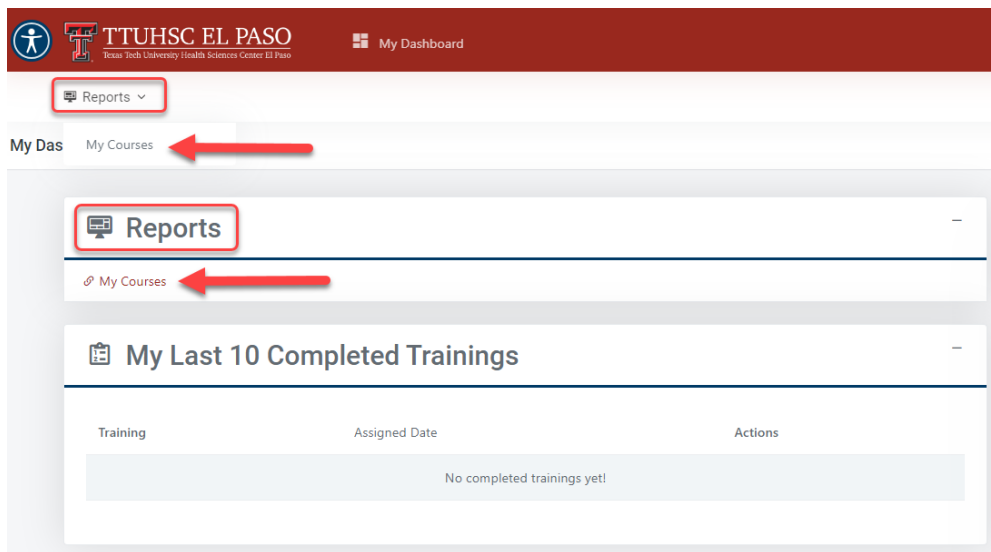 TTUHSC EL PASO
Texas Tech University Health Sciences Center El Paso
My Dashboard
Reports
My Das
My Courses
Reports
My Courses
My Last 10 Completed Trainings
Training Assigned Date Actions
No completed trainings yet!